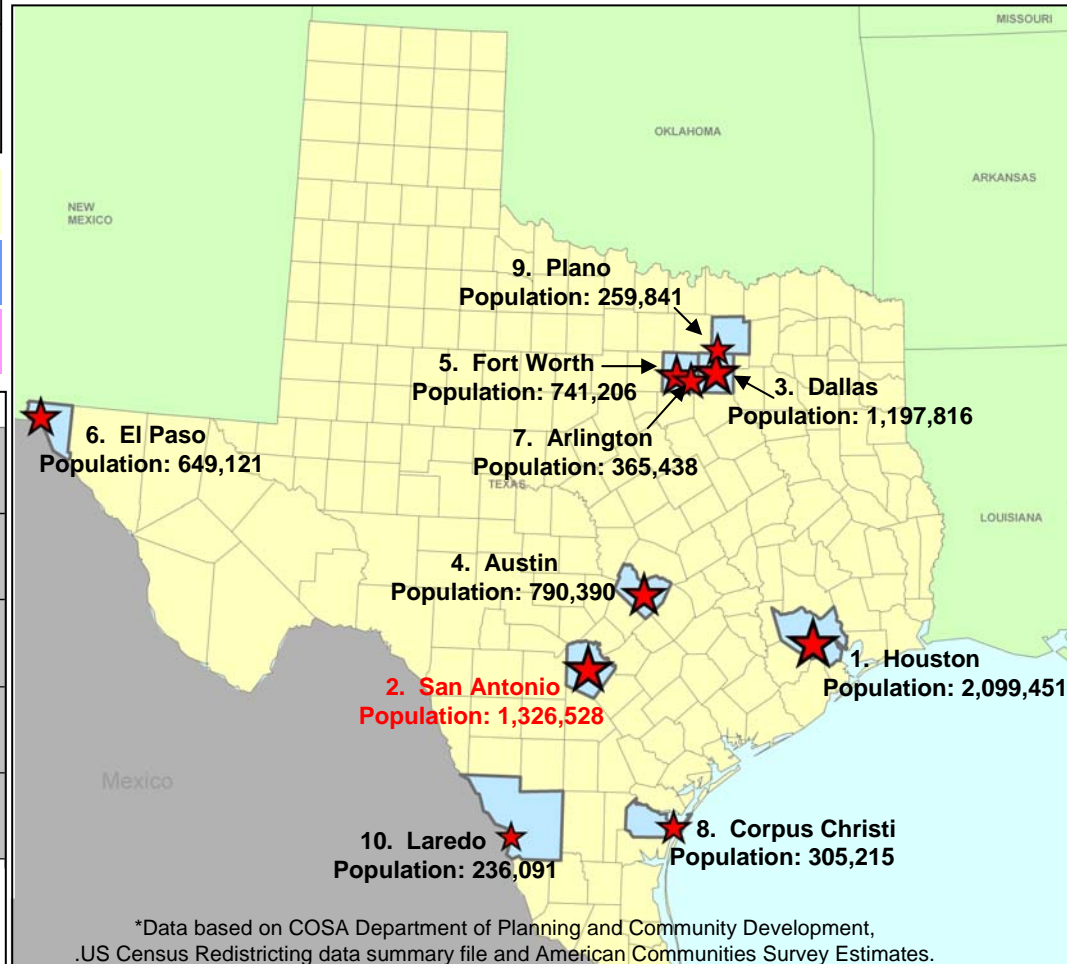 MISSOURI
OKLAHOMA
ARKANSAS
NEW
MEXICO
9. Plano
Population: 259,841
5. Fort Worth
Population: 741,206
3. Dallas
Population: 1,197,816
6. El Paso
Population: 649,121
7. Arlington
Population: 365,438
TEXAS
LOUISIANA
4. Austin
Population: 790,390
1. Houston
Population: 2,099,451
2. San Antonio
Population: 1,326,528
Mexico
10. Laredo
Population: 236,091
8. Corpus Christi
Population: 305,215
*Data based on COSA Department of Planning and Community Development,
.US Census Redistricting data summary file and American Communities Survey Estimates.